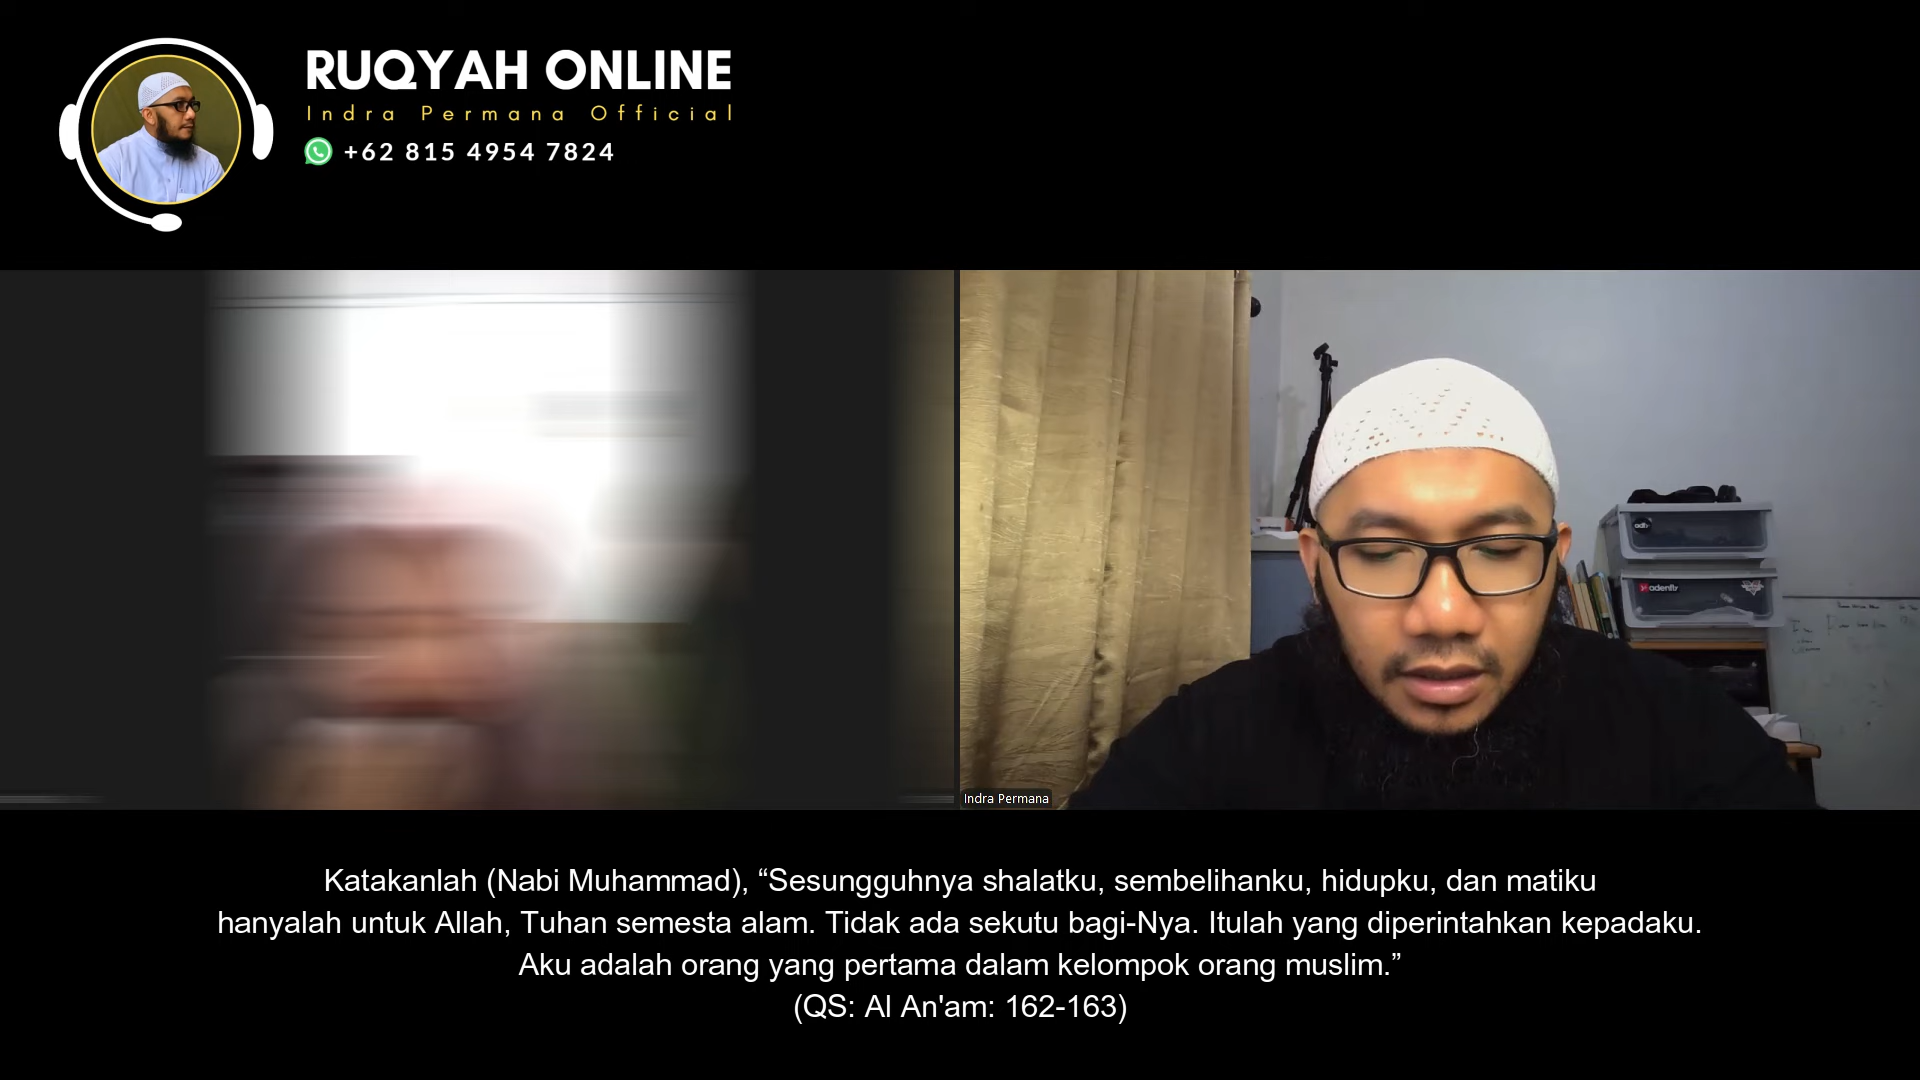 RUQYAH ONLINE
Indra Permana Official
+62 815 4954 7824
adb
adenflr
Indra Permana
Katakanlah (Nabi Muhammad), “Sesungguhnya shalatku, sembelihanku, hidupku, dan matiku
hanyalah untuk Allah, Tuhan semesta alam. Tidak ada sekutu bagi-Nya. Itulah yang diperintahkan kepadaku.
Aku adalah orang yang pertama dalam kelompok orang muslim.”
(QS: Al An'am: 162-163)